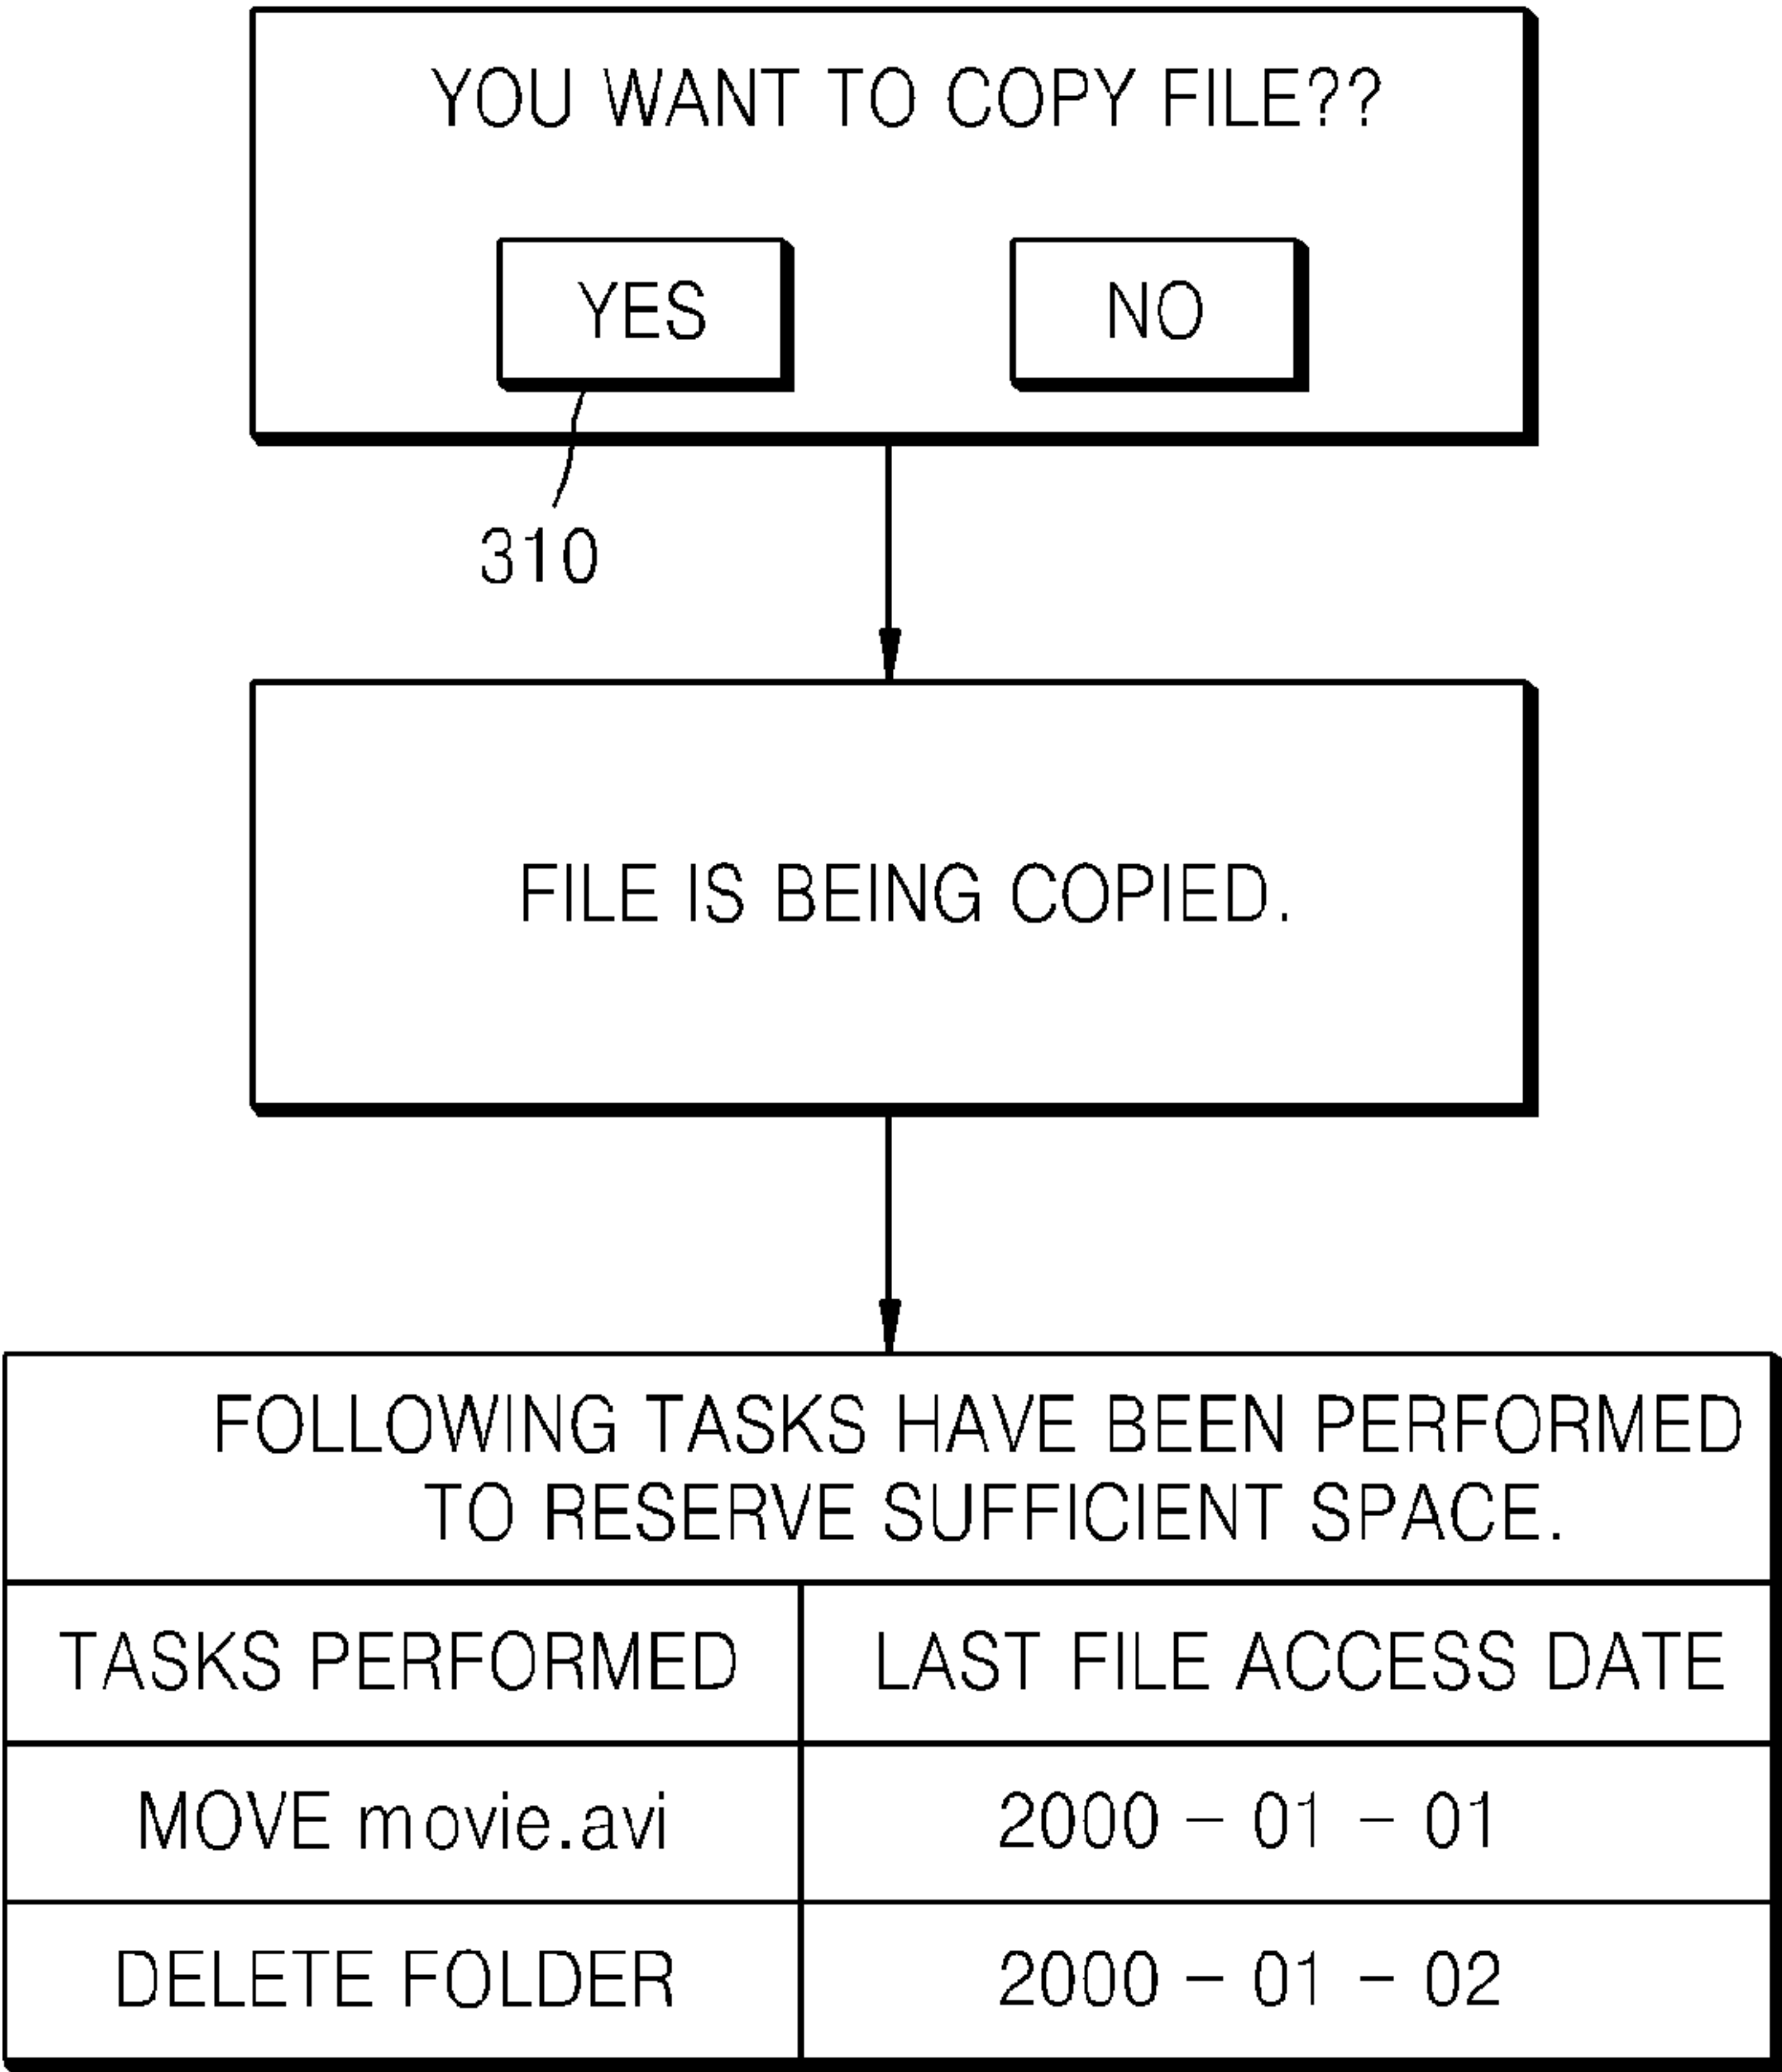 YOU WANT TO COPY FILE??
YES
NO
310
FILE IS BEING COPIED.
FOLLOWING TASKS HAVE BEEN PERFORMED
TO RESERVE SUFFICIENT SPACE.
TASKS PERFORMED
LAST FILE ACCESS DATE
MOVE movie.avi
2000 - 01 - 01
DELETE FOLDER
2000 - 01 - 02